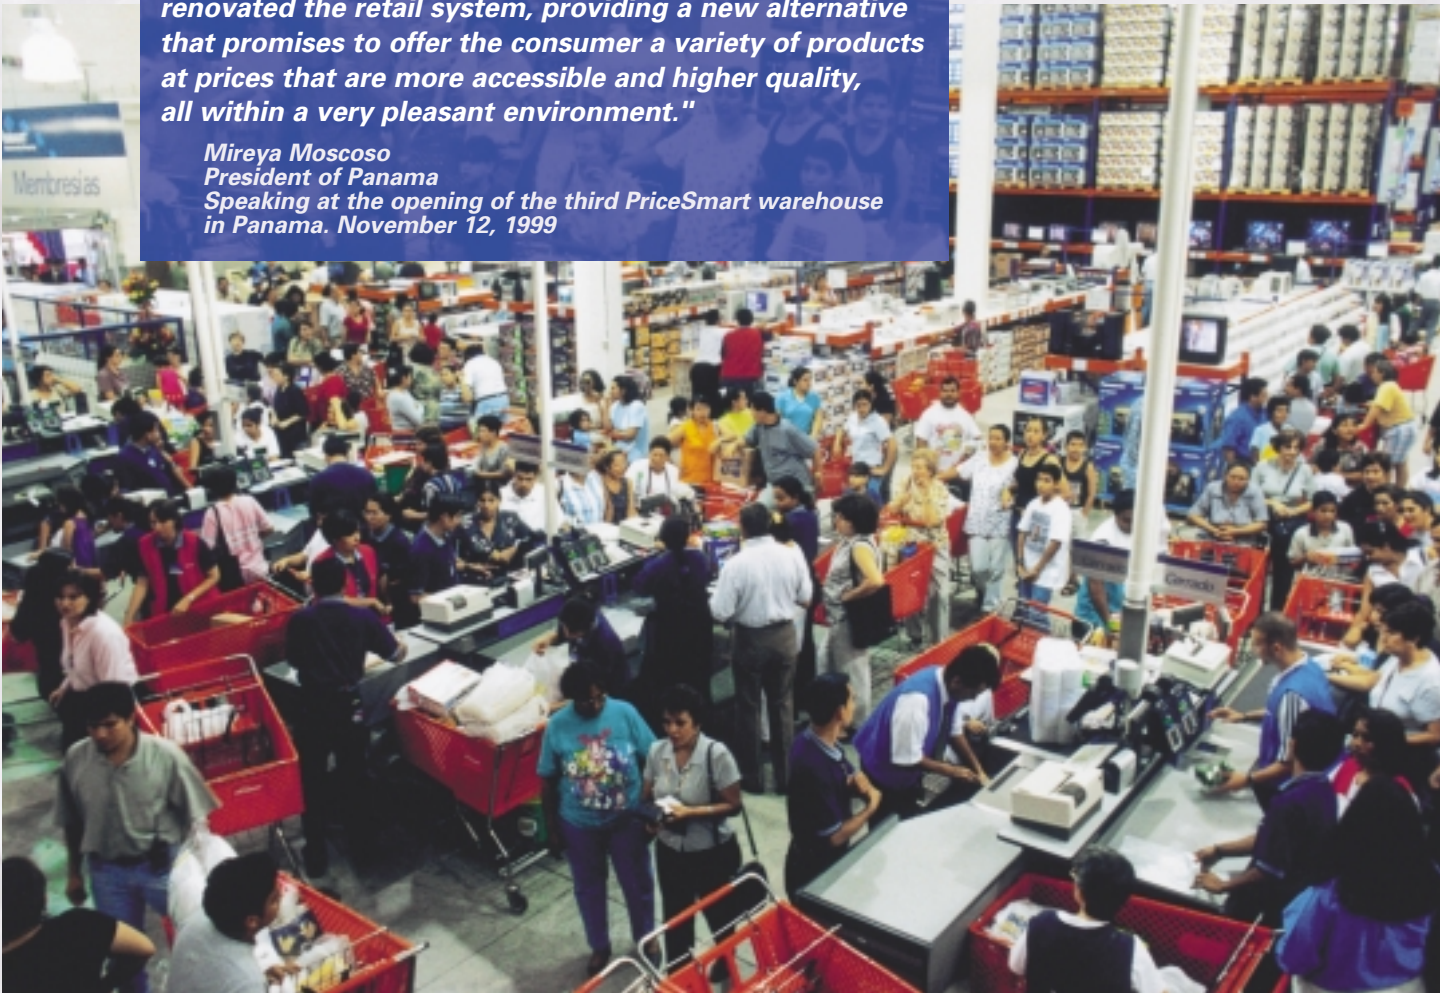 renovated the retail system, providing a new alternative
that promises to offer the consumer a variety of products
at prices that are more accessible and higher quality,
all within a very pleasant environment."
Mireya Moscoso
President of Panama
Speaking at the opening of the third PriceSmart warehouse
in Panama. November 12, 1999
Membresias
Cerrado